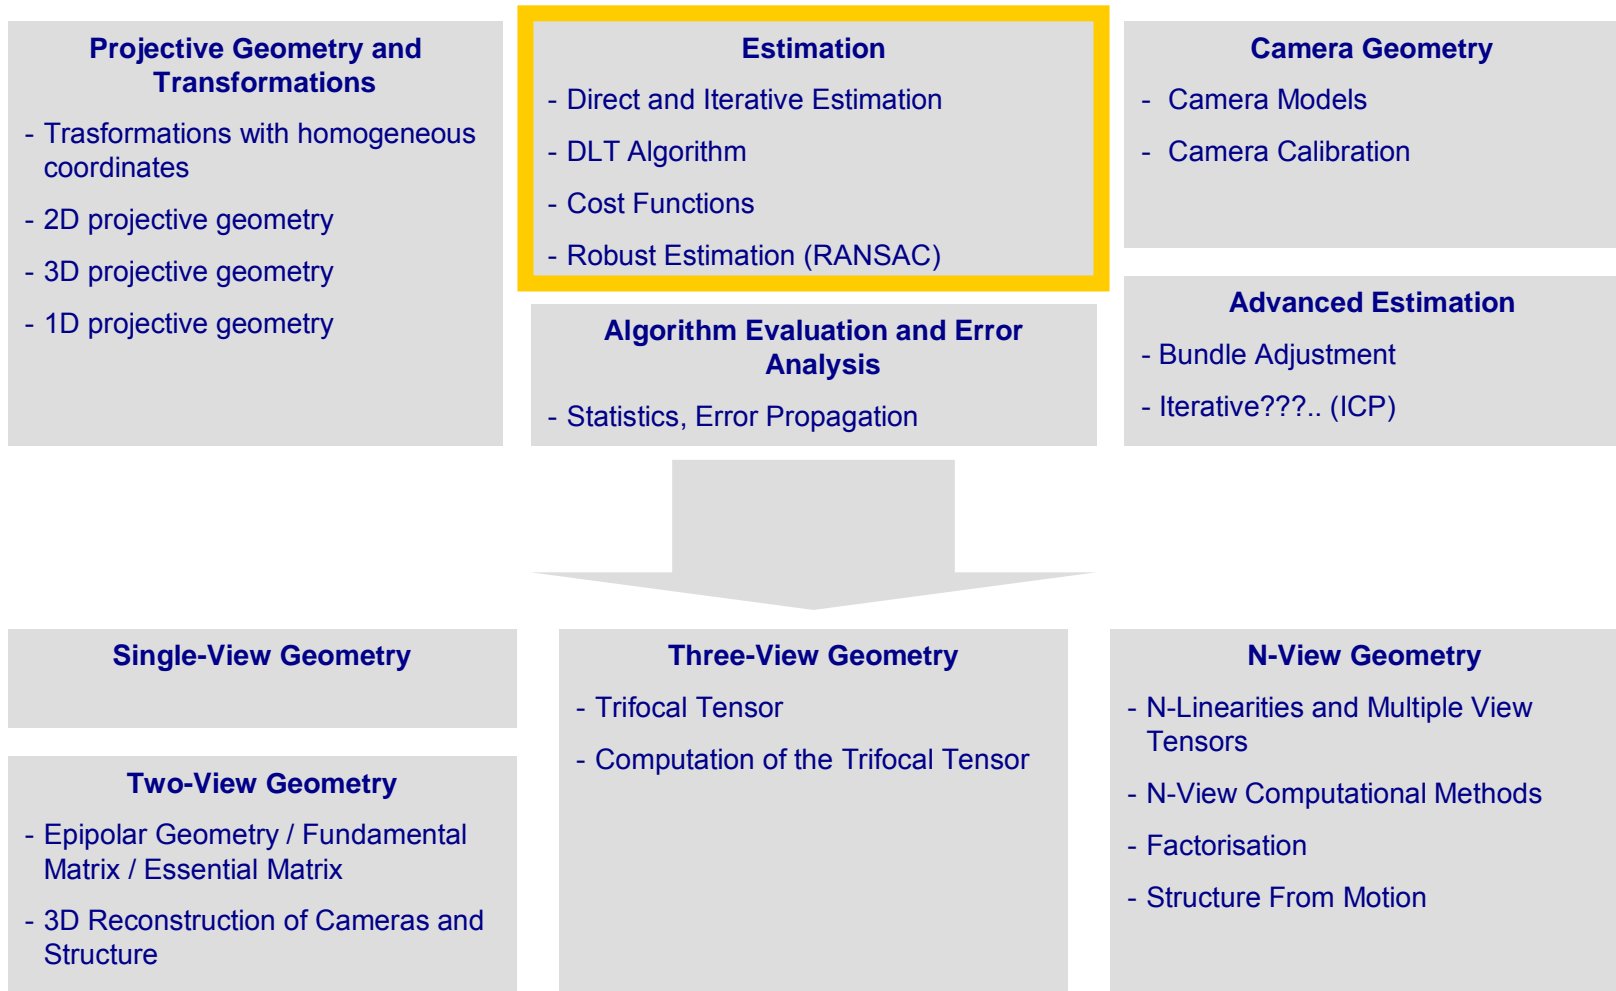 Projective Geometry and
Transformations
- Trasformations with homogeneous
coordinates
- 2D projective geometry
- 3D projective geometry
- 1D projective geometry
Estimation
- Direct and Iterative Estimation
- DLT Algorithm
- Cost Functions
- Robust Estimation (RANSAC)
Algorithm Evaluation and Error
Analysis
- Statistics, Error Propagation
Camera Geometry
- Camera Models
- Camera Calibration
Advanced Estimation
- Bundle Adjustment
- Iterative???.. (ICP)
Single-View Geometry
Two-View Geometry
- Epipolar Geometry / Fundamental
Matrix / Essential Matrix
- 3D Reconstruction of Cameras and
Structure
Three-View Geometry
- Trifocal Tensor
- Computation of the Trifocal Tensor
N-View Geometry
- N-Linearities and Multiple View
Tensors
- N-View Computational Methods
- Factorisation
- Structure From Motion